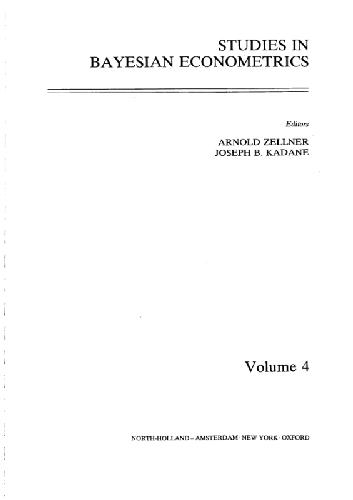 STUDIES IN
BAYESIAN ECONOMETRICS
Editors
ARNOLD ZELLNER
JOSEPH B. KADANE
Volume 4
NORTH-HOLLAND – AMSTERDAM · NEW YORK · OXFORD